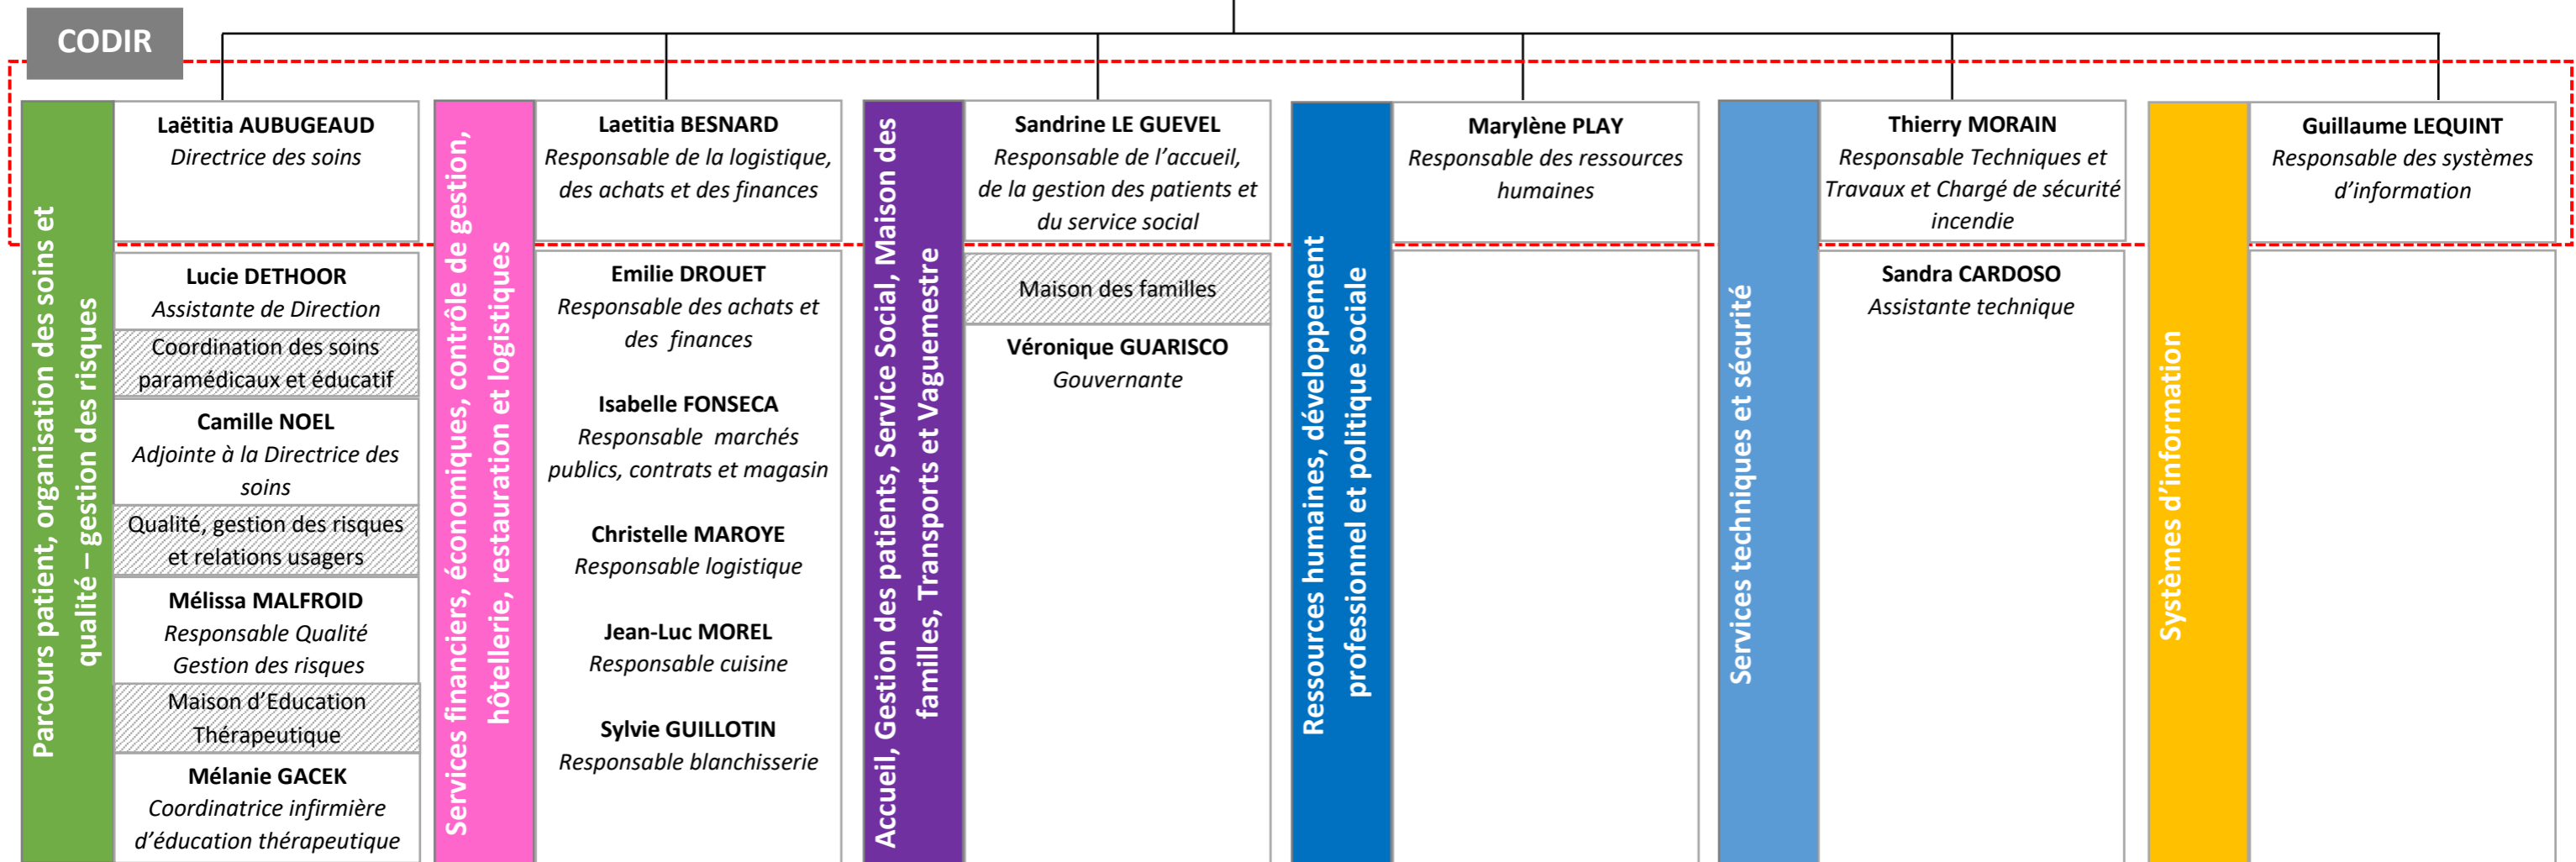 CODIR
Parcours patient, organisation des soins et
qualité – gestion des risques
Laëtitia AUBUGEAUD
Directrice des soins
Lucie DETHOOR
Assistante de Direction
Coordination des soins
paramédicaux et éducatif
Camille NOEL
Adjointe à la Directrice des
soins
Qualité, gestion des risques
et relations usagers
Mélissa MALFROID
Responsable Qualité
Gestion des risques
Maison d'Education
Thérapeutique
Mélanie GACEK
Coordinatrice infirmière
d'éducation thérapeutique
Services financiers, économiques, contrôle de gestion,
hôtellerie, restauration et logistiques
Laetitia BESNARD
Responsable de la logistique,
des achats et des finances
Emilie DROUET
Responsable des achats et
des finances
Isabelle FONSECA
Responsable marchés
publics, contrats et magasin
Christelle MAROYE
Responsable logistique
Jean-Luc MOREL
Responsable cuisine
Sylvie GUILLOTIN
Responsable blanchisserie
Accueil, Gestion des patients, Service Social, Maison des
familles, Transports et Vaguemestre
Sandrine LE GUEVEL
Responsable de l'accueil,
de la gestion des patients et
du service social
Maison des familles
Véronique GUARISCO
Gouvernante
Ressources humaines, développement
professionnel et politique sociale
Marylène PLAY
Responsable des ressources
humaines
Services techniques et sécurité
Thierry MORAIN
Responsable Techniques et
Travaux et Chargé de sécurité
incendie
Sandra CARDOSO
Assistante technique
Systèmes d'information
Guillaume LEQUINT
Responsable des systèmes
d'information